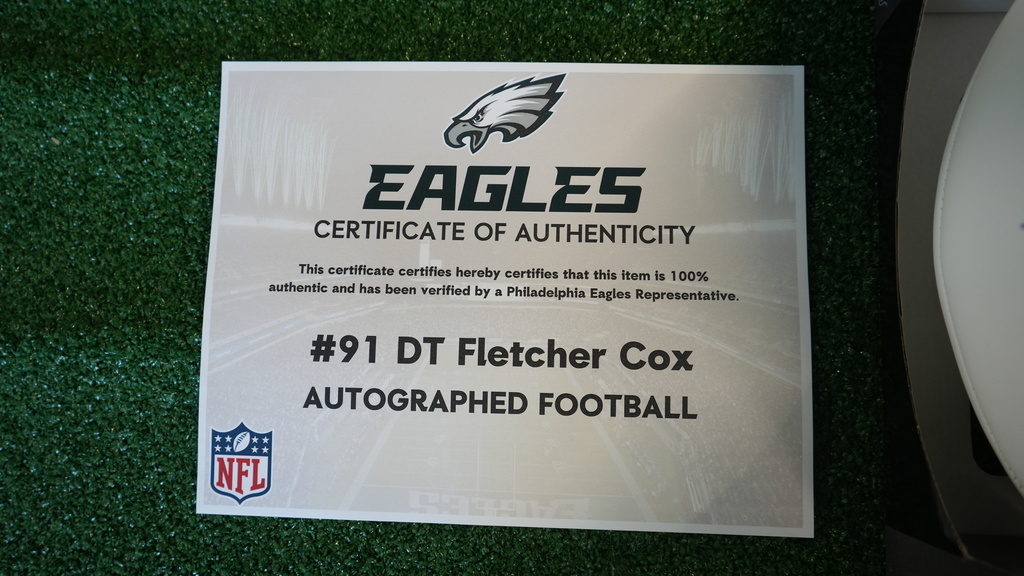 EAGLES
CERTIFICATE OF AUTHENTICITY
This certificate certifies hereby certifies that this item is 100%
authentic and has been verified by a Philadelphia Eagles Representative.
#91 DT Fletcher Cox
AUTOGRAPHED FOOTBALL
NFL
EAGLES